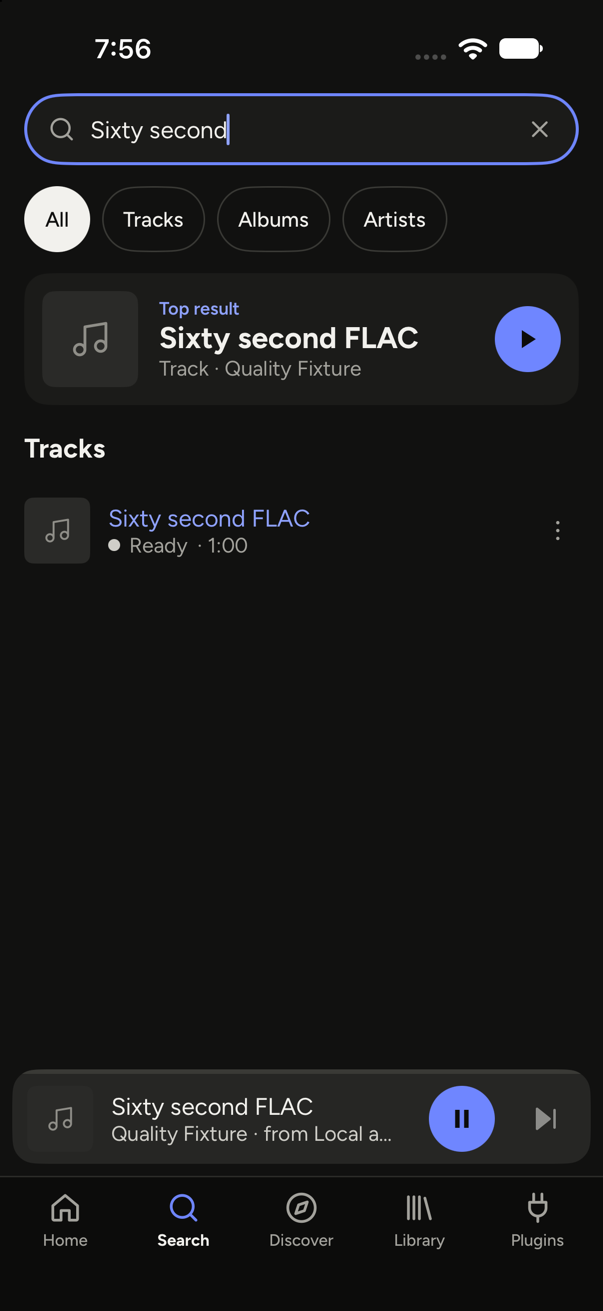 7:56
Sixty second
All Tracks Albums Artists
Top result
Sixty second FLAC
Track · Quality Fixture
Tracks
Sixty second FLAC
Ready · 1:00
Sixty second FLAC
Quality Fixture · from Local a...
Home Search Discover Library Plugins